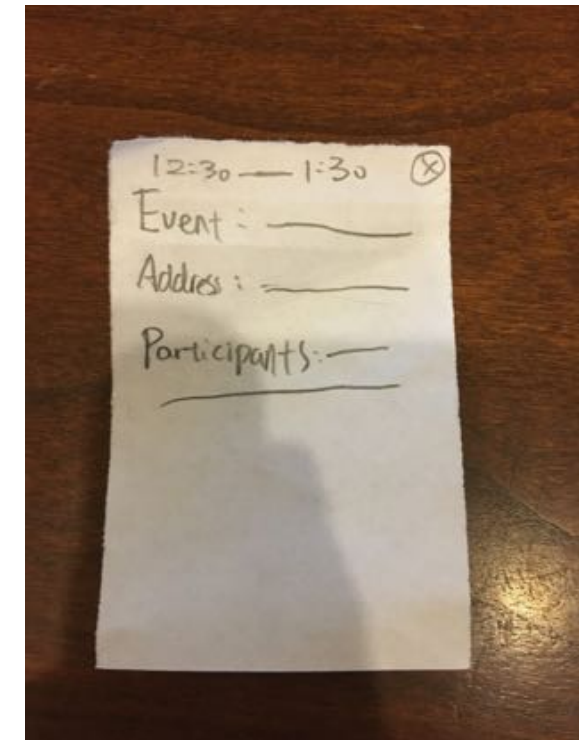 12:30 — 1:30 ⓧ
Event: ———
Address: ———
Participants: ——
———